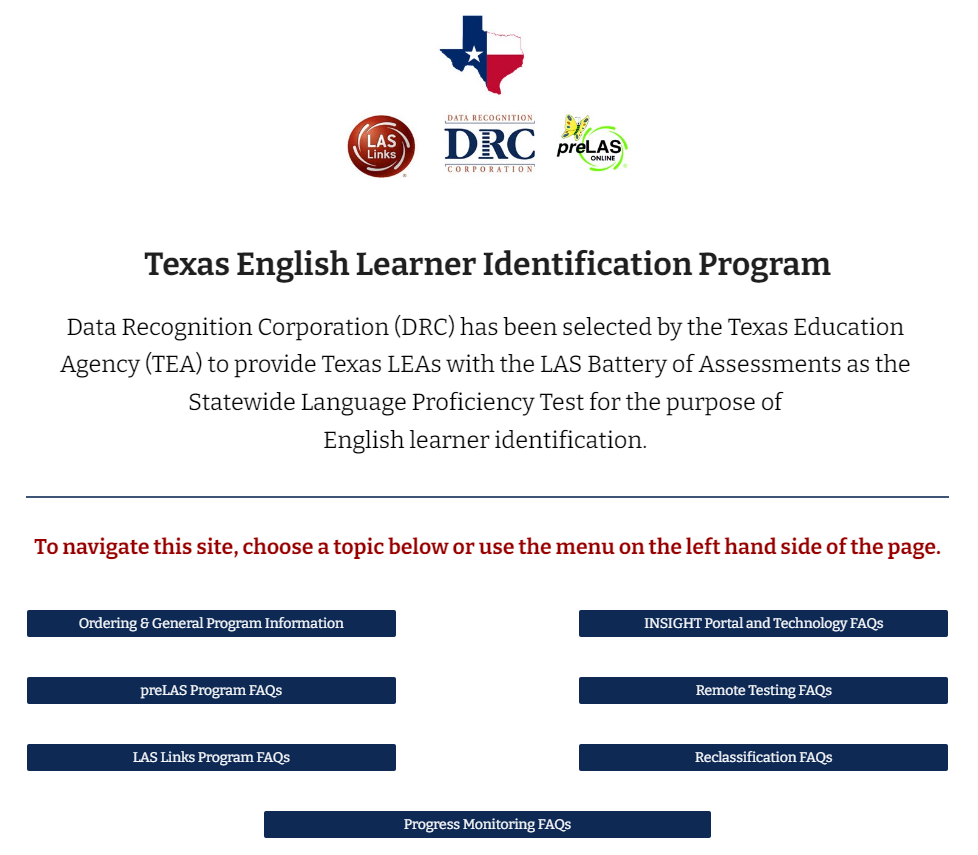 LAS
Links
DATA RECOGNITION
DRC
CORPORATION
preLAS
ONLINE
Texas English Learner Identification Program
Data Recognition Corporation (DRC) has been selected by the Texas Education
Agency (TEA) to provide Texas LEAs with the LAS Battery of Assessments as the
Statewide Language Proficiency Test for the purpose of
English learner identification.
To navigate this site, choose a topic below or use the menu on the left hand side of the page.
Ordering & General Program Information
INSIGHT Portal and Technology FAQs
preLAS Program FAQs
Remote Testing FAQs
LAS Links Program FAQs
Reclassification FAQs
Progress Monitoring FAQs